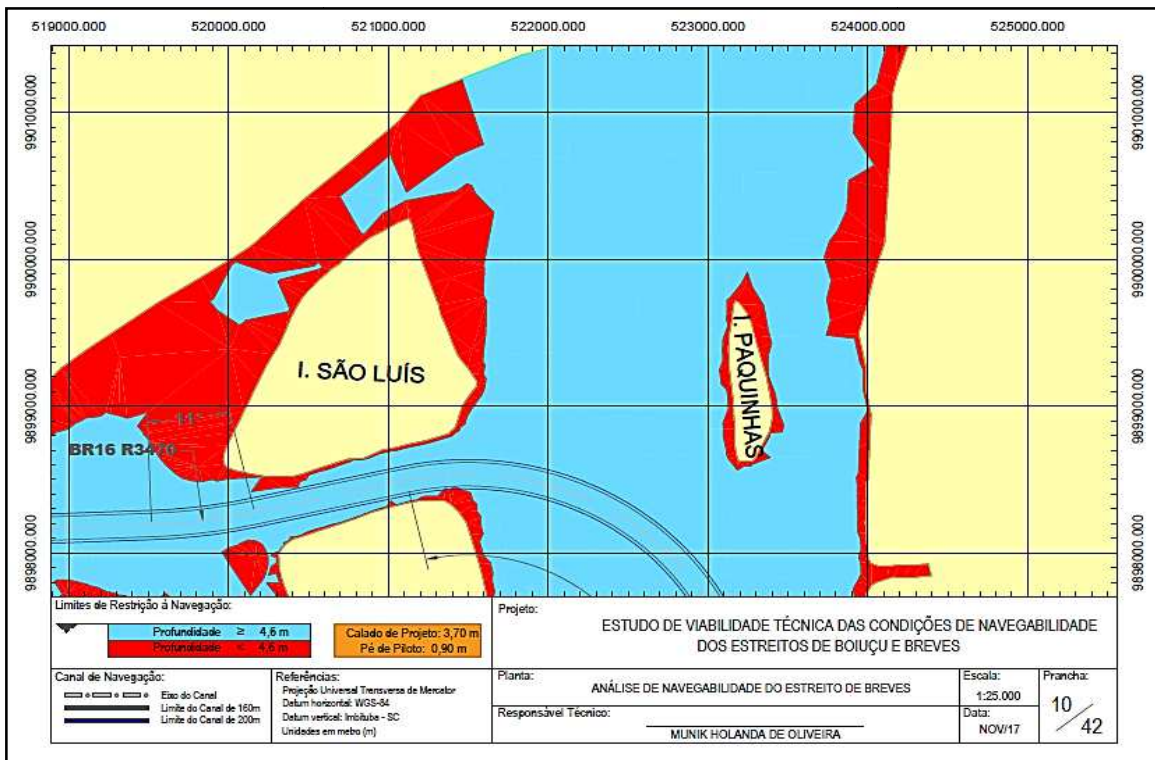 519000.000 520000.000 521000.000 522000.000 523000.000 524000.000 525000.000
9901000.000 9901000.000
9900000.000 9900000.000
I. PAQUINHAS
I. SÃO LUÍS
9899000.000 9899000.000
11°
BR16 R3470
9898000.000 9898000.000
Limites de Restrição à Navegação:
Profundidade ≥ 4,6 m
Profundidade < 4,6 m
Calado de Projeto: 3,70 m
Pé de Piloto: 0,90 m
Projeto:
ESTUDO DE VIABILIDADE TÉCNICA DAS CONDIÇÕES DE NAVEGABILIDADE
DOS ESTREITOS DE BOIUÇU E BREVES
Canal de Navegação:
Eixo do Canal
Limite do Canal de 160m
Limite do Canal de 200m
Referências:
Projeção Universal Transversa de Mercator
Datum horizontal: WGS-84
Datum vertical: Imbituba - SC
Unidades em metro (m)
Planta:
ANÁLISE DE NAVEGABILIDADE DO ESTREITO DE BREVES
Responsável Técnico:
MUNIK HOLANDA DE OLIVEIRA
Escala:
1:25.000
Data:
NOV/17
Prancha:
10/42